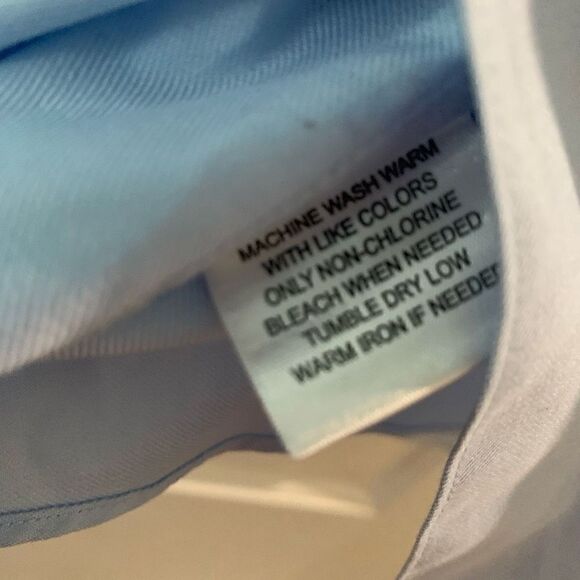 MACHINE WASH WARM
WITH LIKE COLORS
ONLY NON-CHLORINE
BLEACH WHEN NEEDED
TUMBLE DRY LOW
WARM IRON IF NEEDED